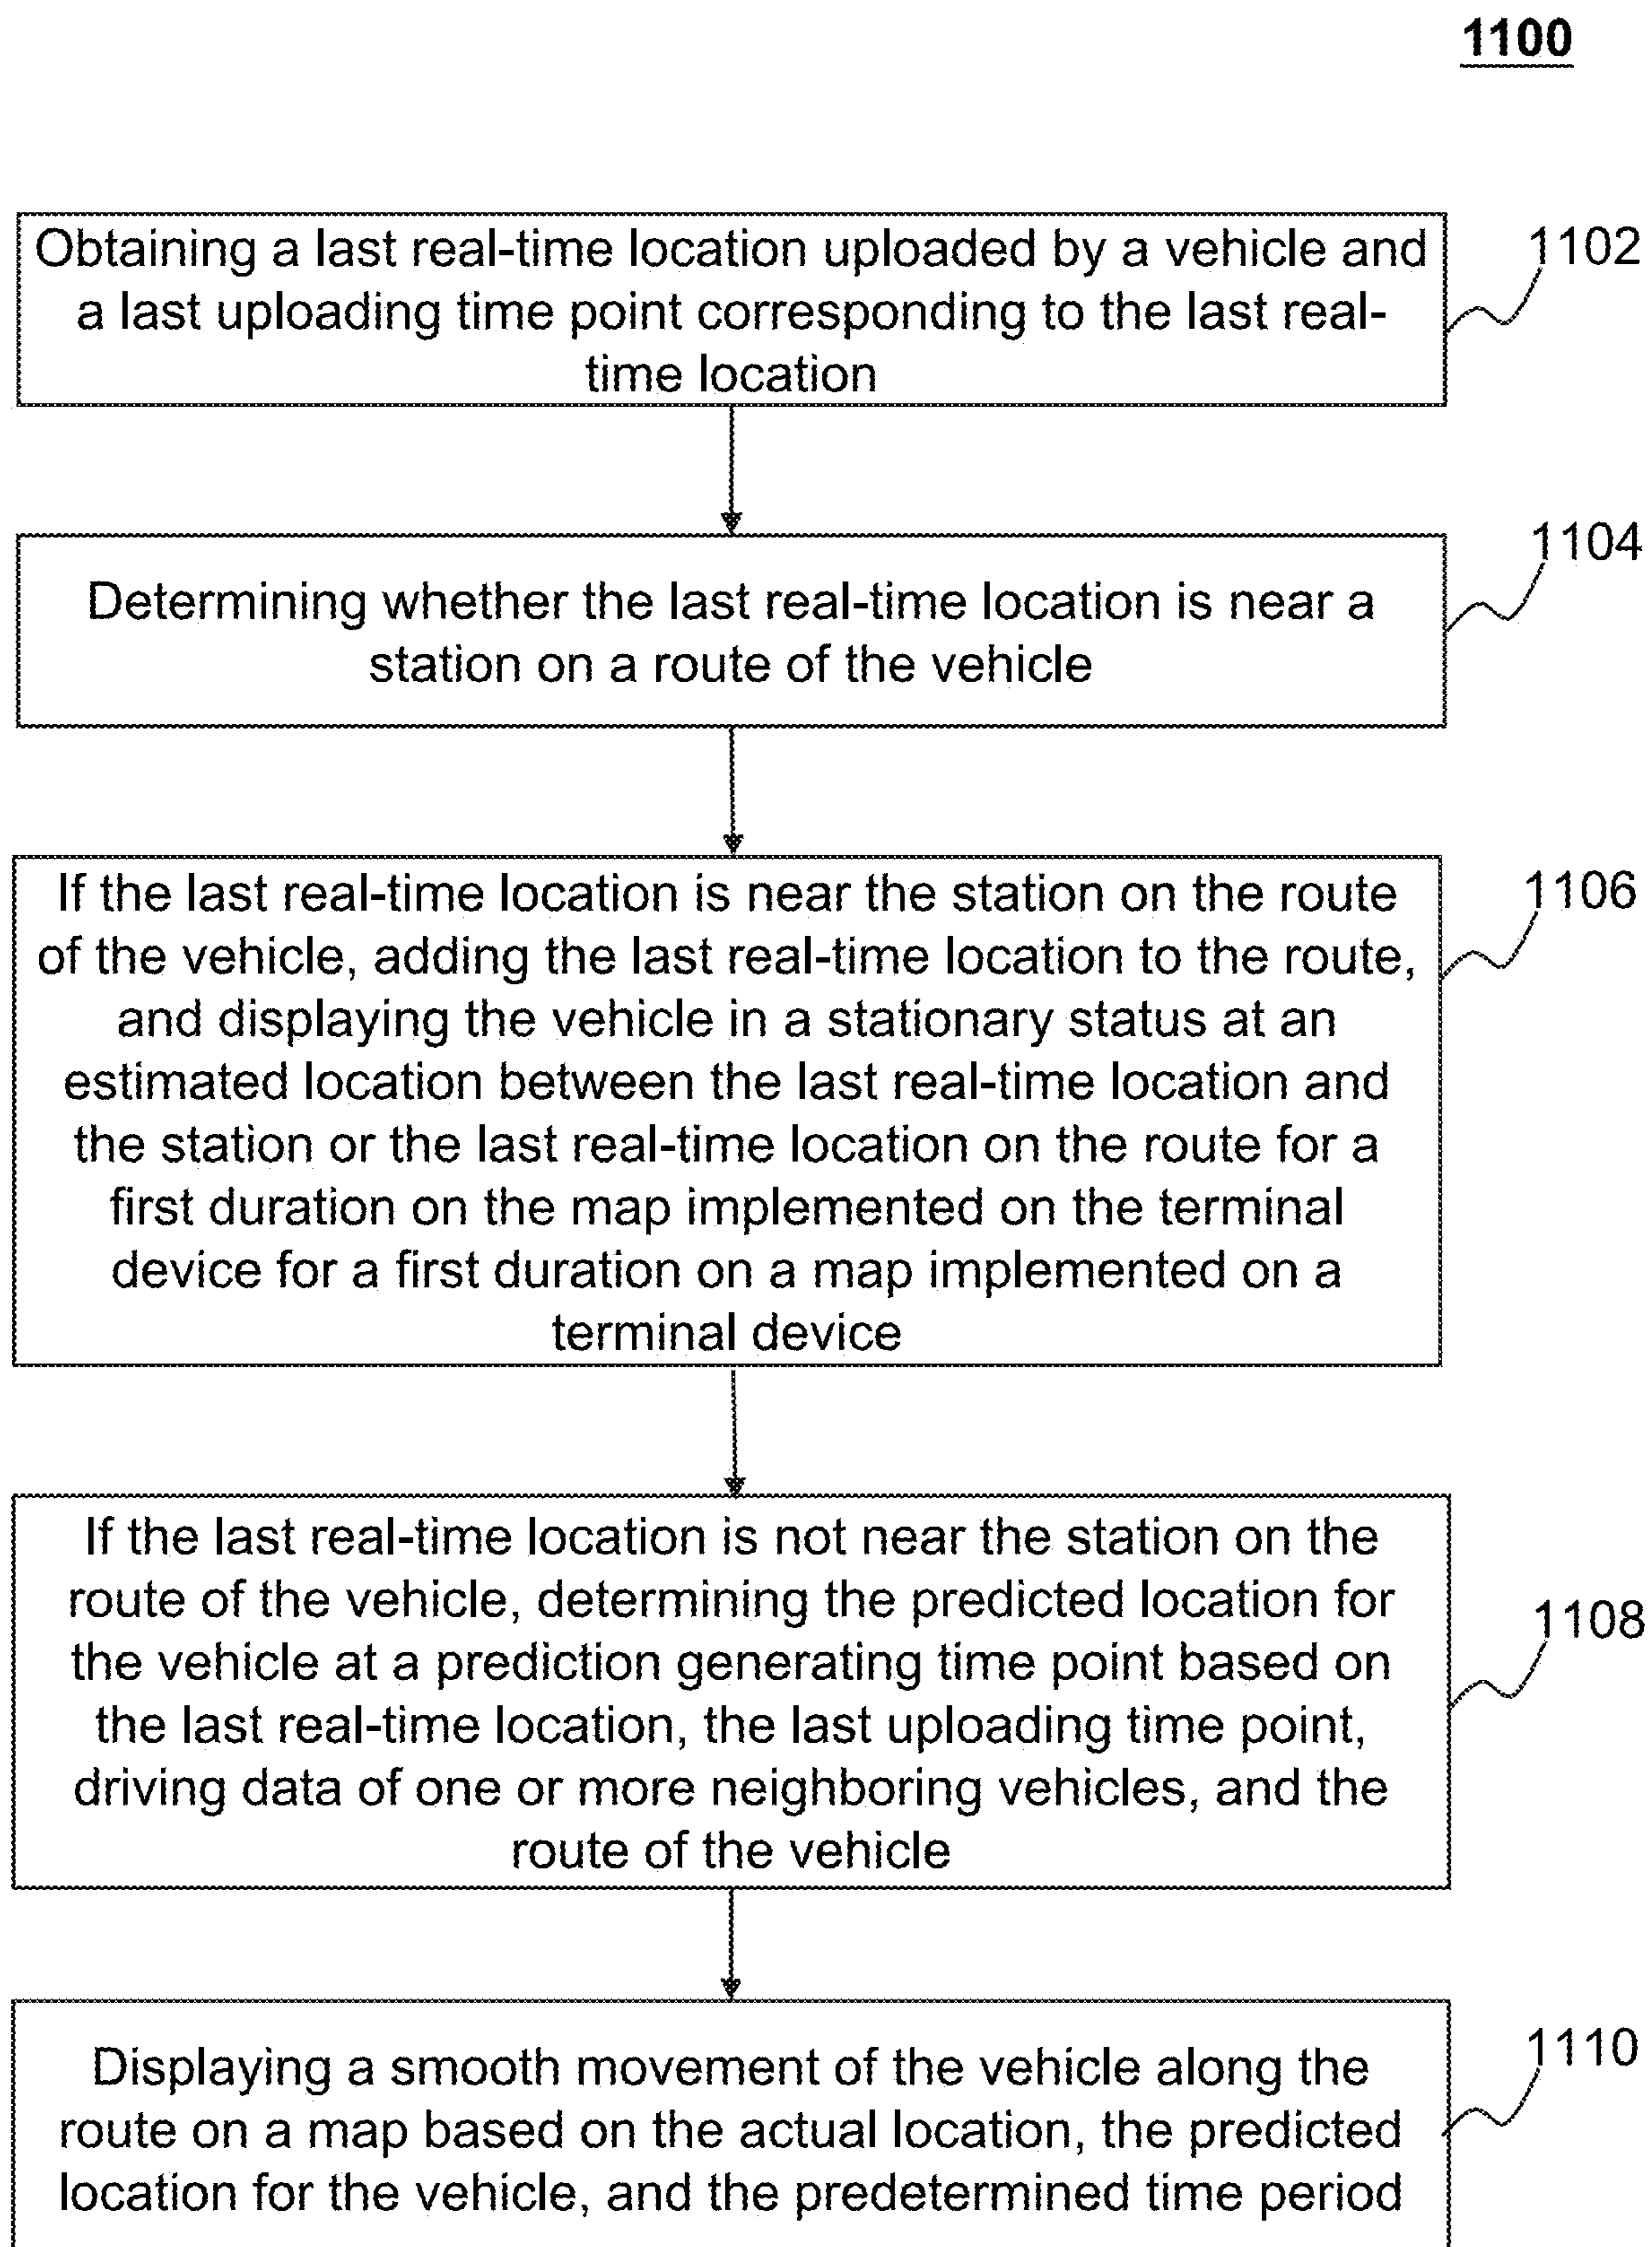 1100
Obtaining a last real-time location uploaded by a vehicle and
a last uploading time point corresponding to the last real-
time location
1102
Determining whether the last real-time location is near a
station on a route of the vehicle
1104
If the last real-time location is near the station on the route
of the vehicle, adding the last real-time location to the route,
and displaying the vehicle in a stationary status at an
estimated location between the last real-time location and
the station or the last real-time location on the route for a
first duration on the map implemented on the terminal
device for a first duration on a map implemented on a
terminal device
1106
If the last real-time location is not near the station on the
route of the vehicle, determining the predicted location for
the vehicle at a prediction generating time point based on
the last real-time location, the last uploading time point,
driving data of one or more neighboring vehicles, and the
route of the vehicle
1108
Displaying a smooth movement of the vehicle along the
route on a map based on the actual location, the predicted
location for the vehicle, and the predetermined time period
1110